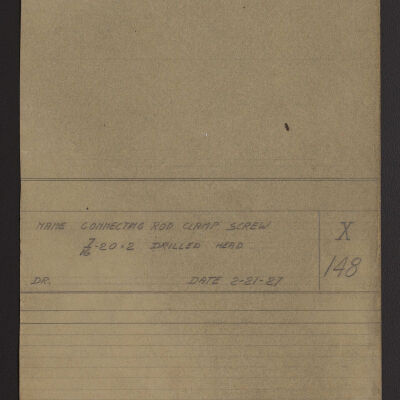 NAME CONNECTING ROD CLAMP SCREW
7/16-20×2 DRILLED HEAD
X
148
DR. DATE 2-21-27